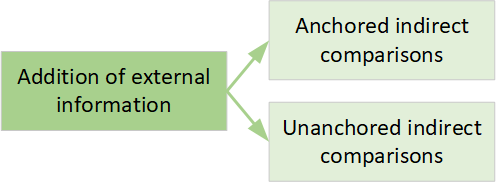 Addition of external
information
Anchored indirect
comparisons
Unanchored indirect
comparisons